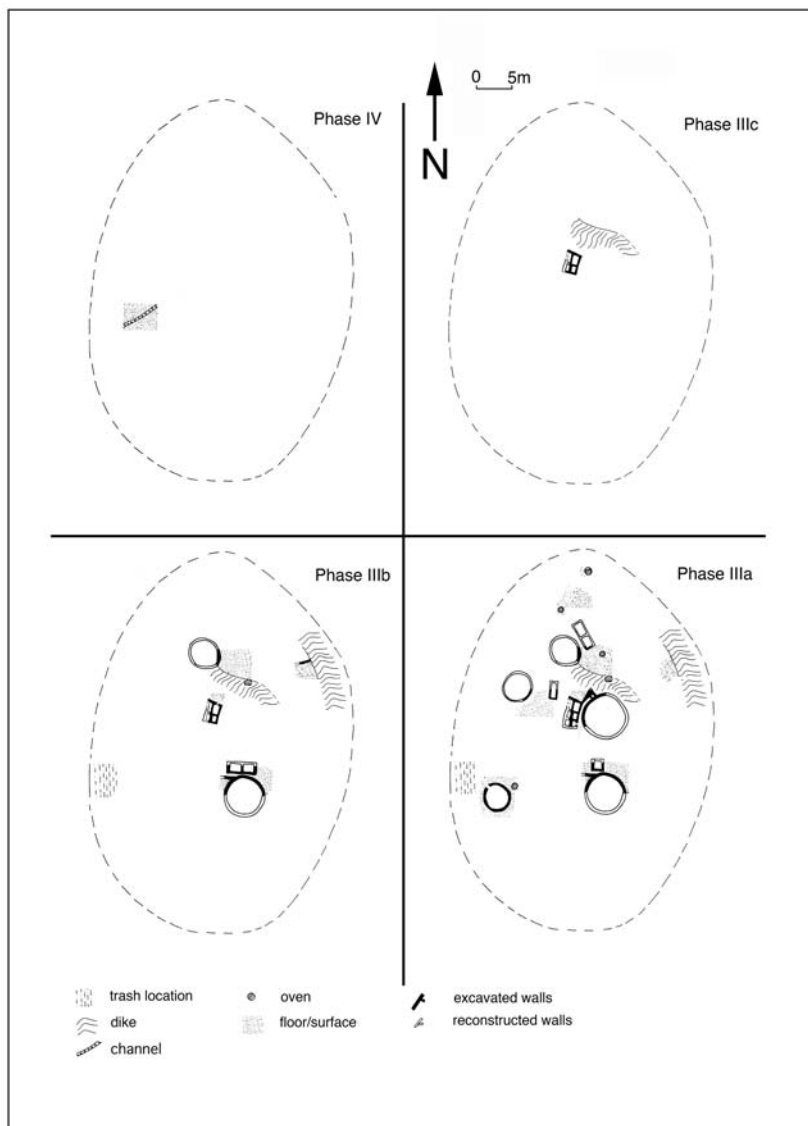 0 5m
Phase IV
Phase IIIc
N
Phase IIIb
Phase IIIa
trash location
oven
excavated walls
dike
floor/surface
reconstructed walls
channel